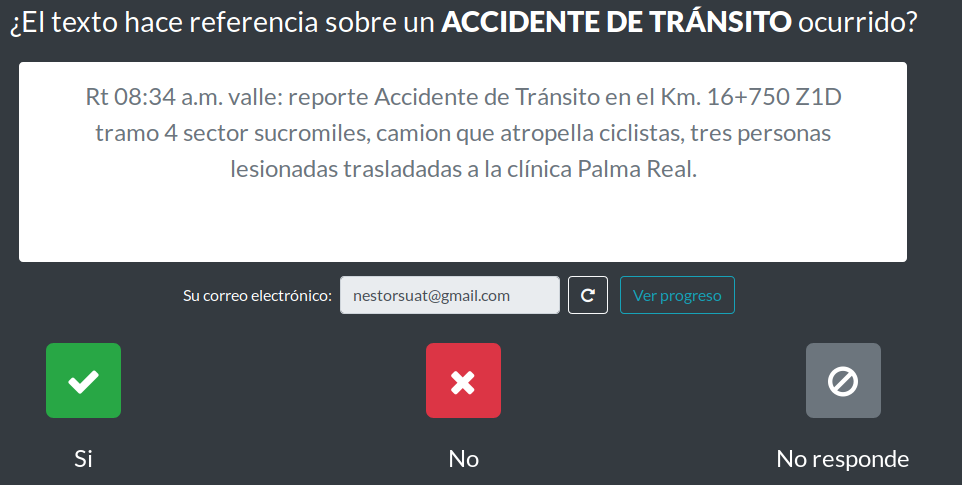 ¿El texto hace referencia sobre un ACCIDENTE DE TRÁNSITO ocurrido?
Rt 08:34 a.m. valle: reporte Accidente de Tránsito en el Km. 16+750 Z1D
tramo 4 sector sucromiles, camion que atropella ciclistas, tres personas
lesionadas trasladadas a la clínica Palma Real.
Su correo electrónico: nestorsuat@gmail.com Ver progreso
Si No No responde